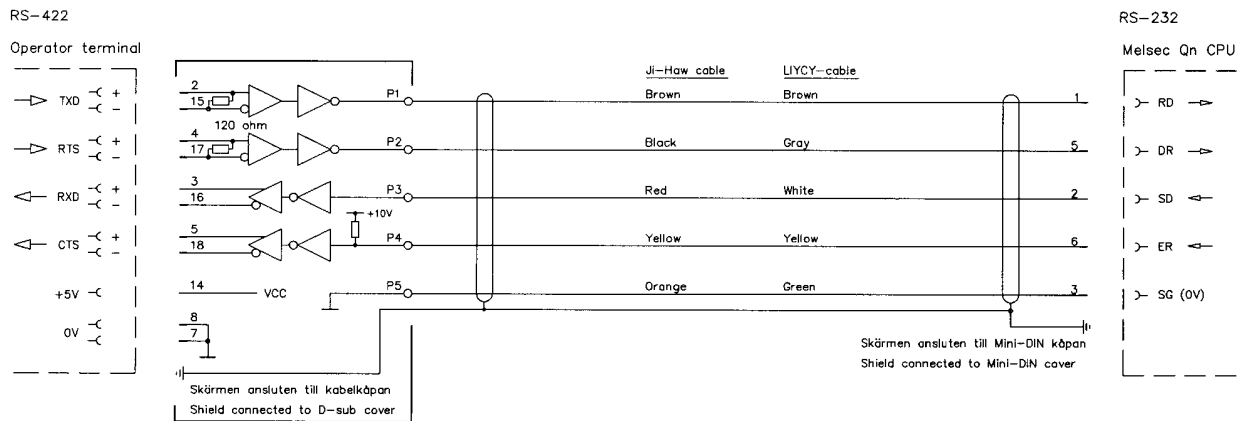 RS-422
RS-232
Operator terminal
Melsec Qn CPU
Ji-Haw cable LIYCY-cable
TXD + 2 P1 Brown Brown 1 RD
- 15
120 ohm
RTS + 4 P2 Black Gray 5 DR
- 17
RXD + 3 P3 Red White 2 SD
- 16
+10V
CTS + 5 P4 Yellow Yellow 6 ER
- 18
+5V 14 VCC P5 Orange Green 3 SG (0V)
0V 8
7
Skärmen ansluten till Mini-DIN kåpan
Shield connected to Mini-DIN cover
Skärmen ansluten till kabelkåpan
Shield connected to D-sub cover